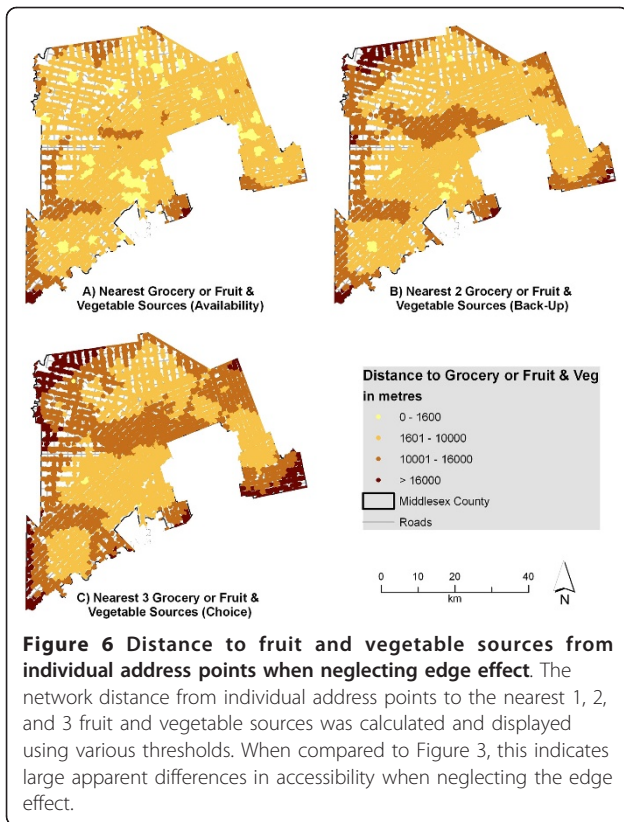 A) Nearest Grocery or Fruit &
Vegetable Sources (Availability)
B) Nearest 2 Grocery or Fruit &
Vegetable Sources (Back-Up)
C) Nearest 3 Grocery or Fruit &
Vegetable Sources (Choice)
Distance to Grocery or Fruit & Veg
in metres
0 - 1600
1601 - 10000
10001 - 16000
> 16000
Middlesex County
Roads
0 10 20 40
km
N
Figure 6 Distance to fruit and vegetable sources from
individual address points when neglecting edge effect. The
network distance from individual address points to the nearest 1, 2,
and 3 fruit and vegetable sources was calculated and displayed
using various thresholds. When compared to Figure 3, this indicates
large apparent differences in accessibility when neglecting the edge
effect.